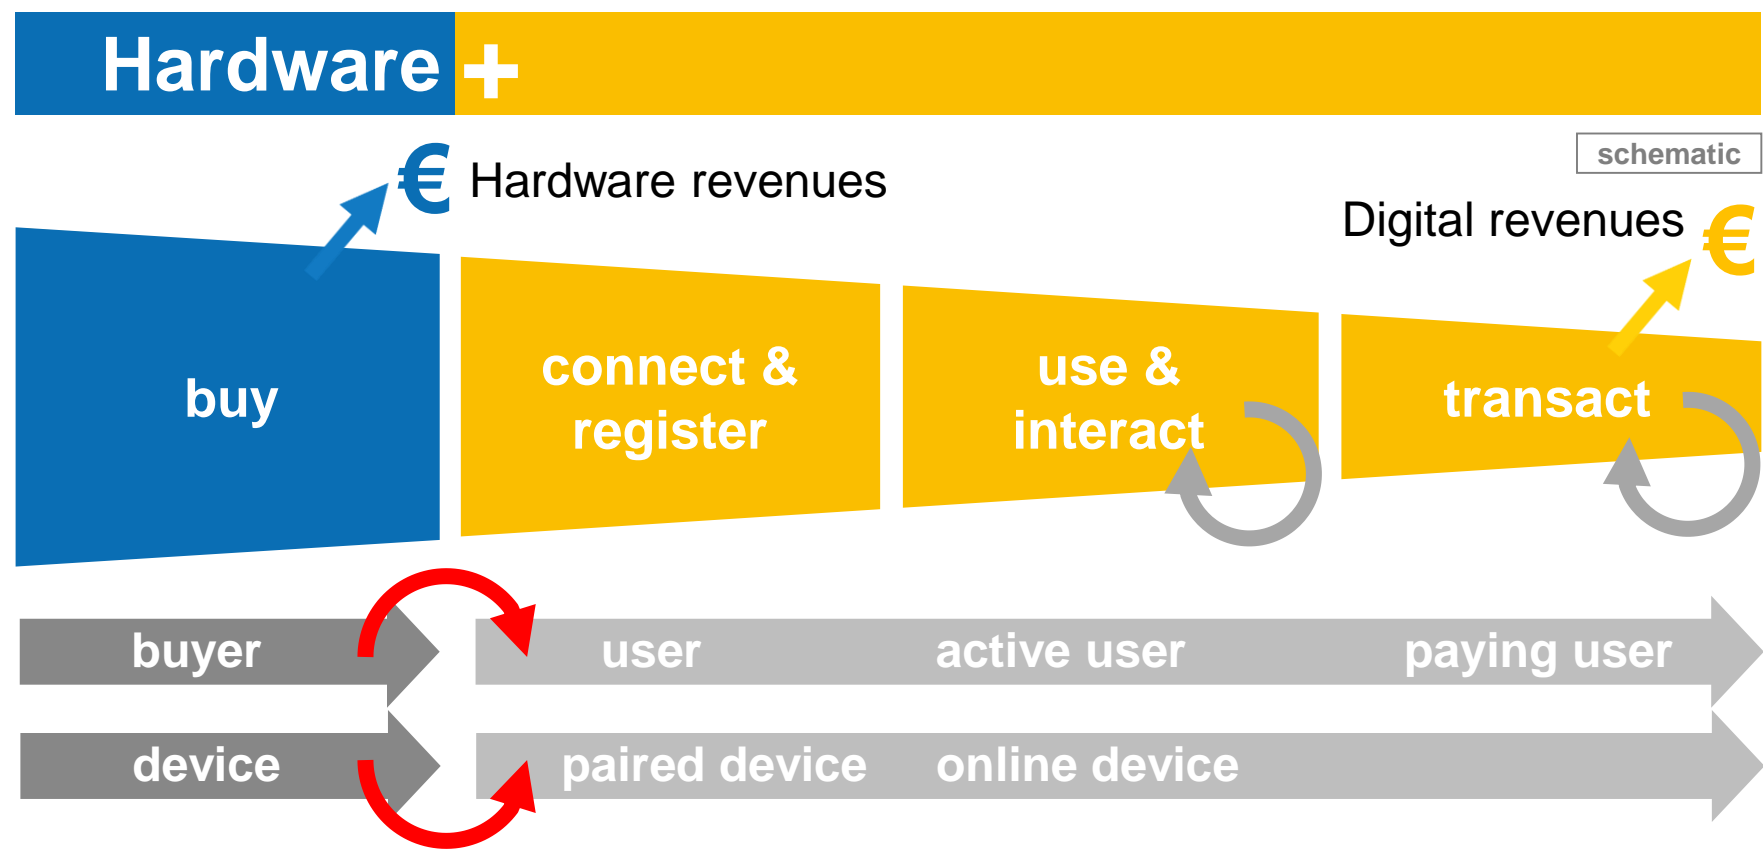 Hardware +
schematic
€ Hardware revenues
Digital revenues €
buy
connect &
register
use &
interact
transact
buyer
user
active user
paying user
device
paired device
online device